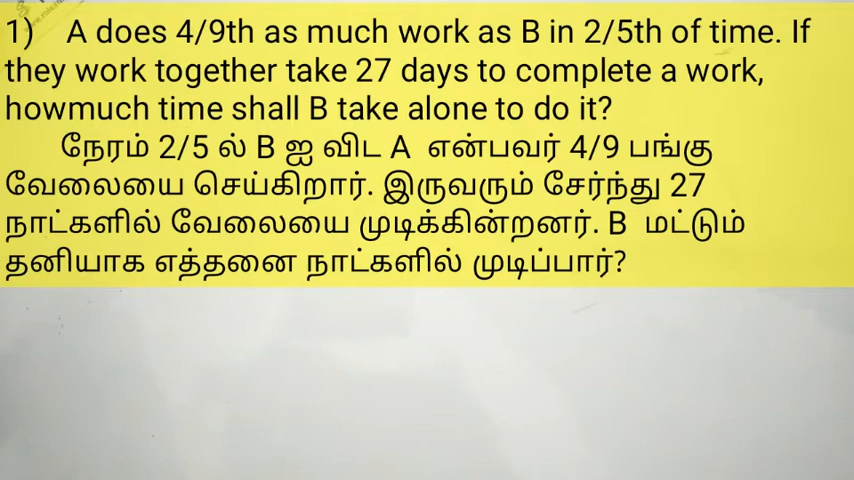 1) A does 4/9th as much work as B in 2/5th of time. If
they work together take 27 days to complete a work,
howmuch time shall B take alone to do it?
நேரம் 2/5 ல் B ஐ விட A என்பவர் 4/9 பங்கு
வேலையை செய்கிறார். இருவரும் சேர்ந்து 27
நாட்களில் வேலையை முடிக்கின்றனர். B மட்டும்
தனியாக எத்தனை நாட்களில் முடிப்பார்?